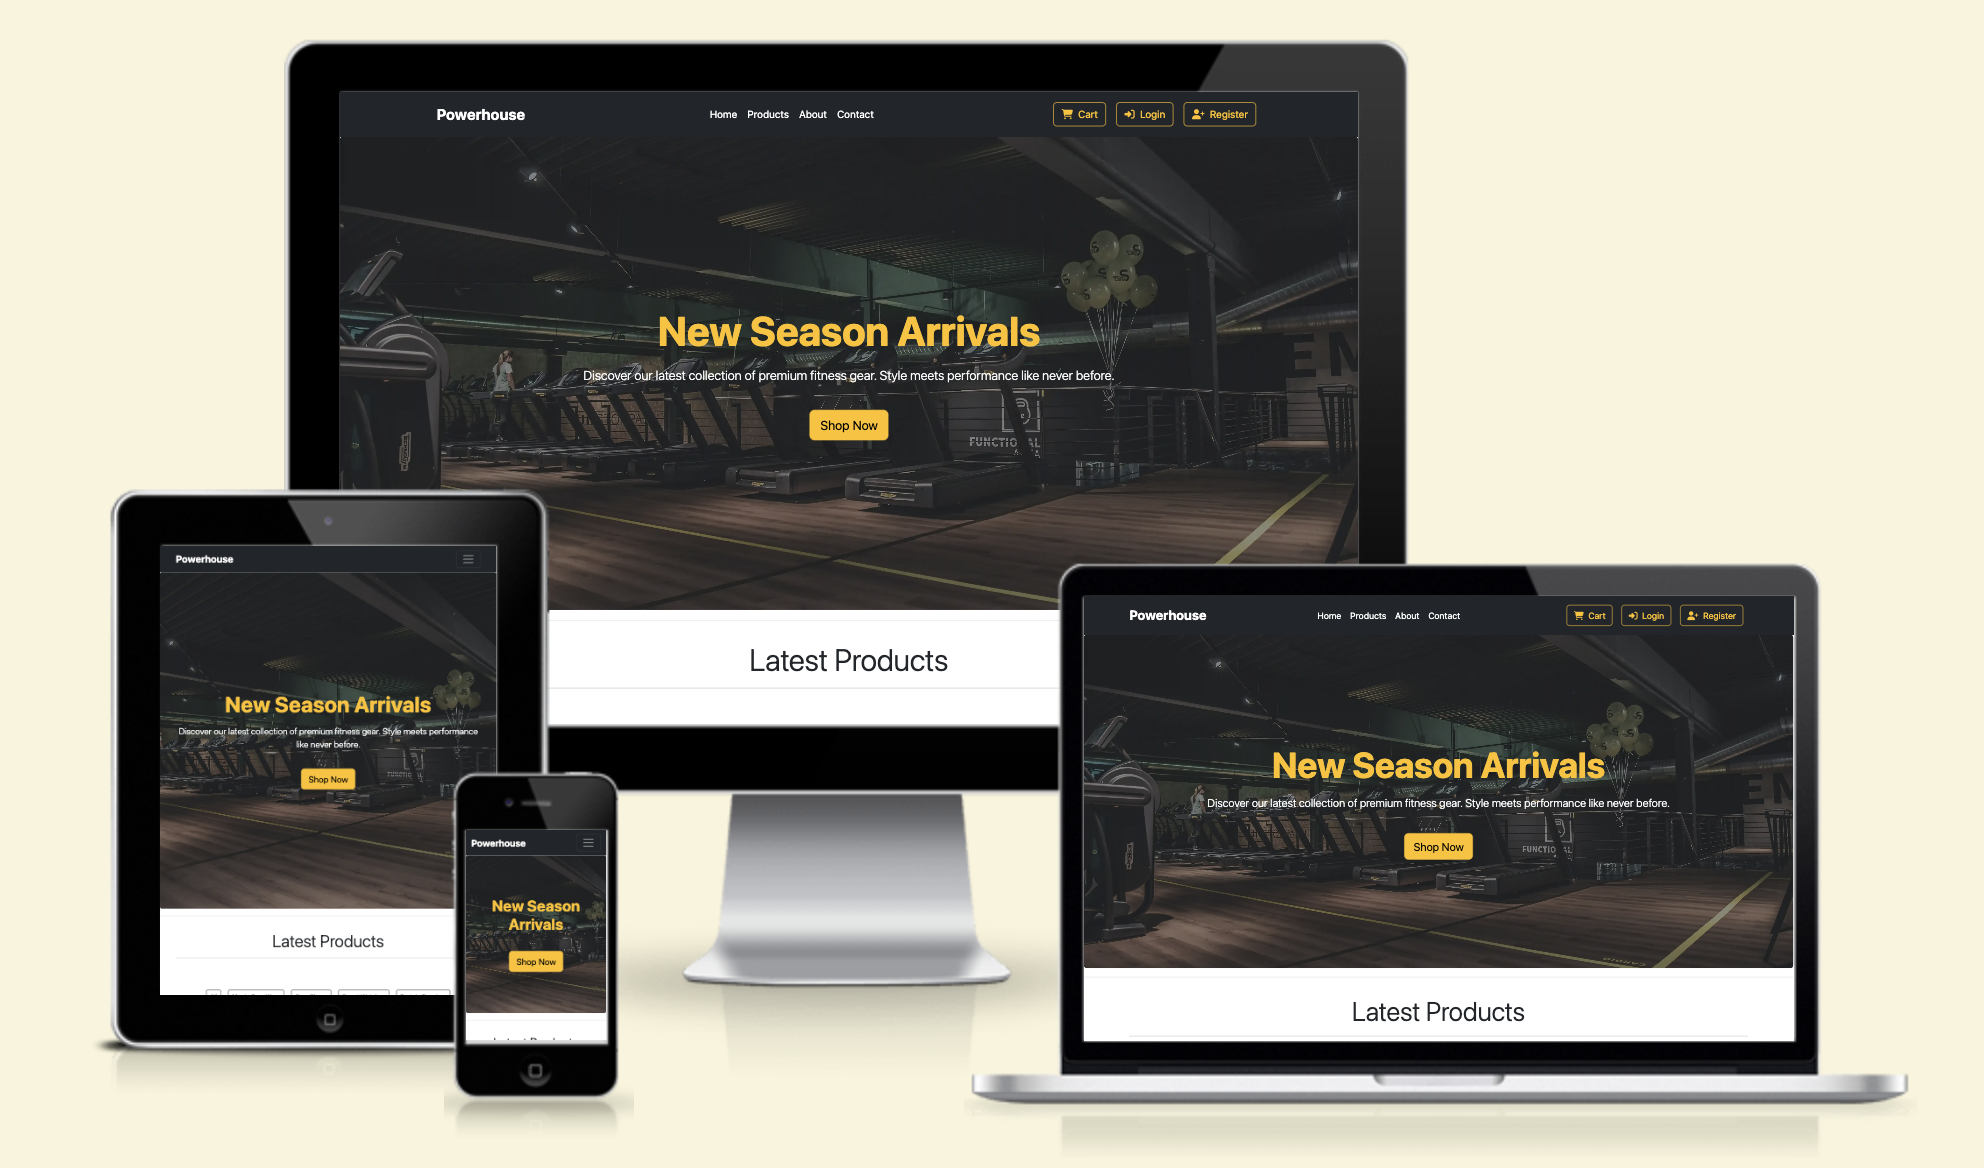 Powerhouse
Home Products About Contact
Cart Login Register
New Season Arrivals
Discover our latest collection of premium fitness gear. Style meets performance like never before.
Shop Now
FUNCTIONAL
EM
Latest Products
Powerhouse
New Season Arrivals
Discover our latest collection of premium fitness gear. Style meets performance
like never before.
Shop Now
Latest Products
Powerhouse
New Season
Arrivals
Shop Now
Powerhouse
Home Products About Contact
Cart Login Register
New Season Arrivals
Discover our latest collection of premium fitness gear. Style meets performance like never before.
Shop Now
FUNCTIONAL
EM
Latest Products